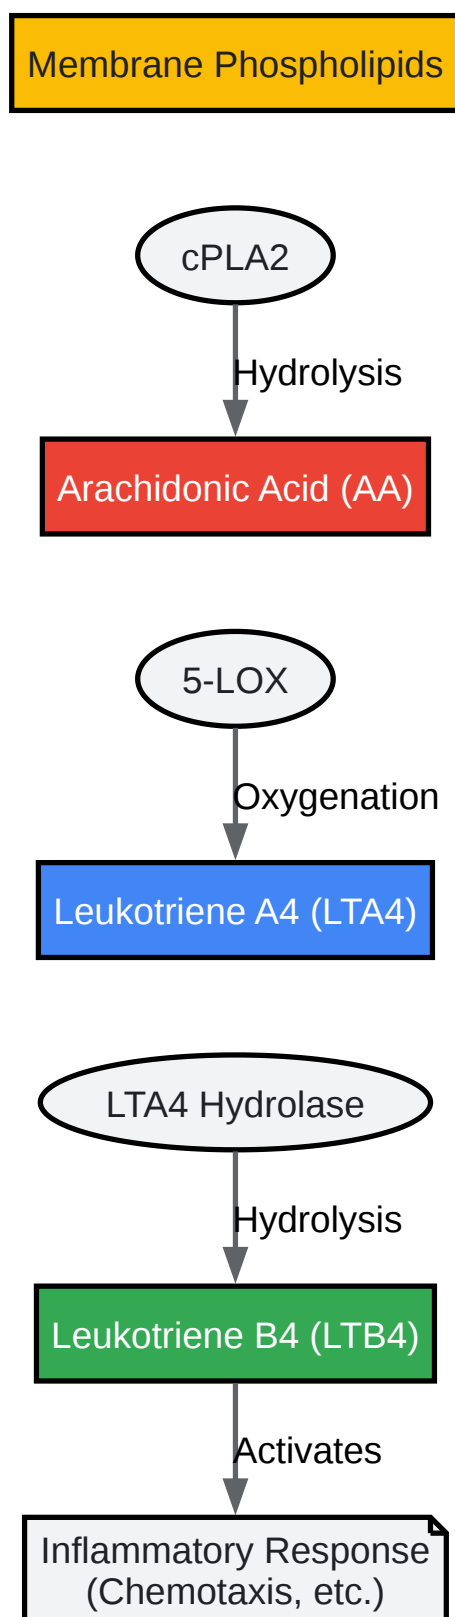 Membrane Phospholipids
cPLA2
Hydrolysis
Arachidonic Acid (AA)
5-LOX
Oxygenation
Leukotriene A4 (LTA4)
LTA4 Hydrolase
Hydrolysis
Leukotriene B4 (LTB4)
Activates
Inflammatory Response
(Chemotaxis, etc.)